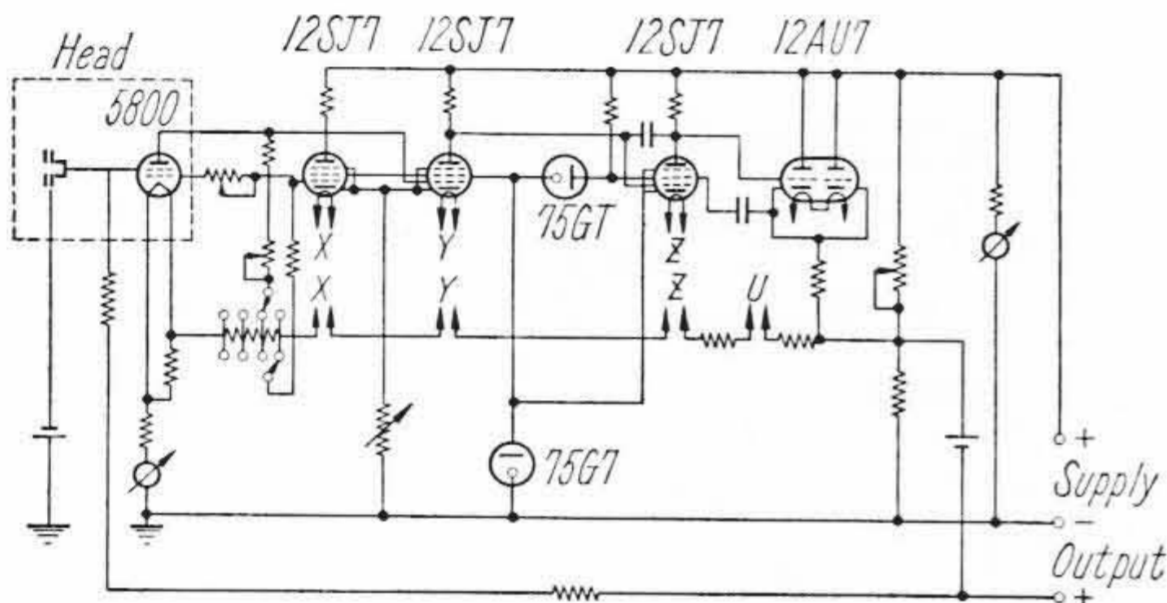 12SJ7 12SJ7 12SJ7 12AU7
Head
5800
75GT
X Y Z
X Y Z U
75G7
+
Supply
−
Output
+